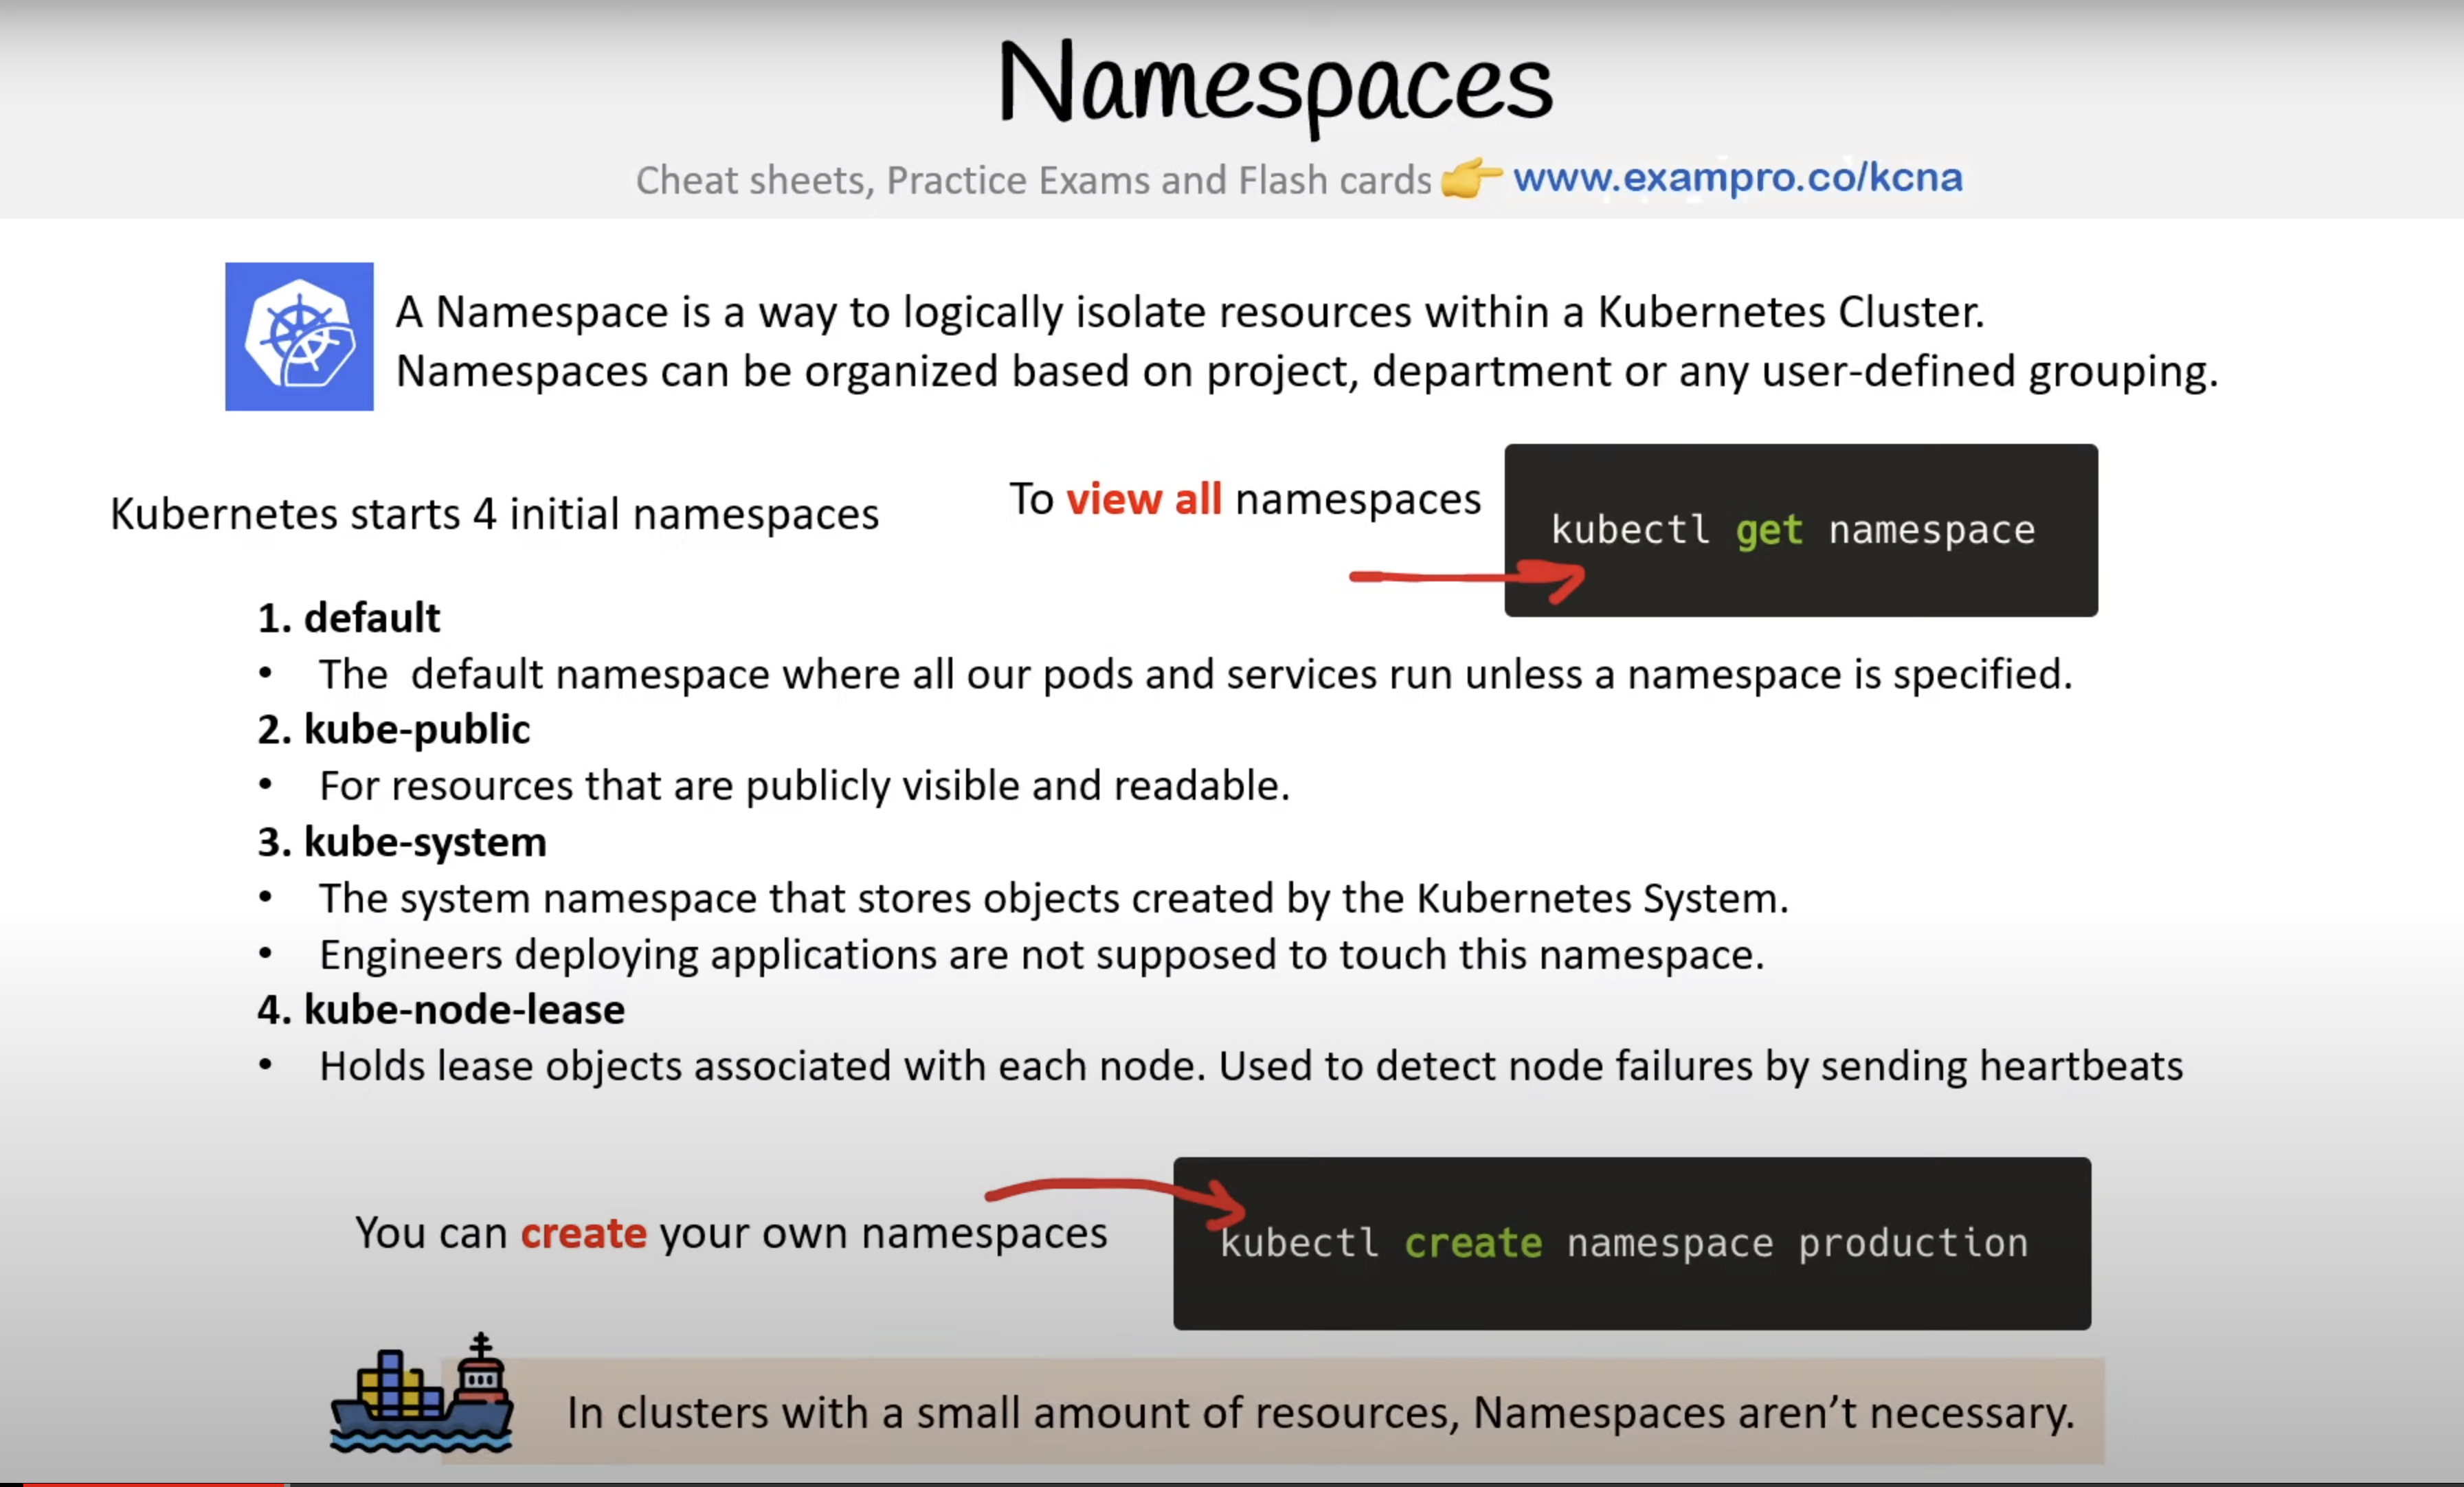 Namespaces
Cheat sheets, Practice Exams and Flash cards 👉 www.exampro.co/kcna
A Namespace is a way to logically isolate resources within a Kubernetes Cluster.
Namespaces can be organized based on project, department or any user-defined grouping.
Kubernetes starts 4 initial namespaces
To view all namespaces
kubectl get namespace
1. default
• The default namespace where all our pods and services run unless a namespace is specified.
2. kube-public
• For resources that are publicly visible and readable.
3. kube-system
• The system namespace that stores objects created by the Kubernetes System.
• Engineers deploying applications are not supposed to touch this namespace.
4. kube-node-lease
• Holds lease objects associated with each node. Used to detect node failures by sending heartbeats
You can create your own namespaces
kubectl create namespace production
In clusters with a small amount of resources, Namespaces aren’t necessary.